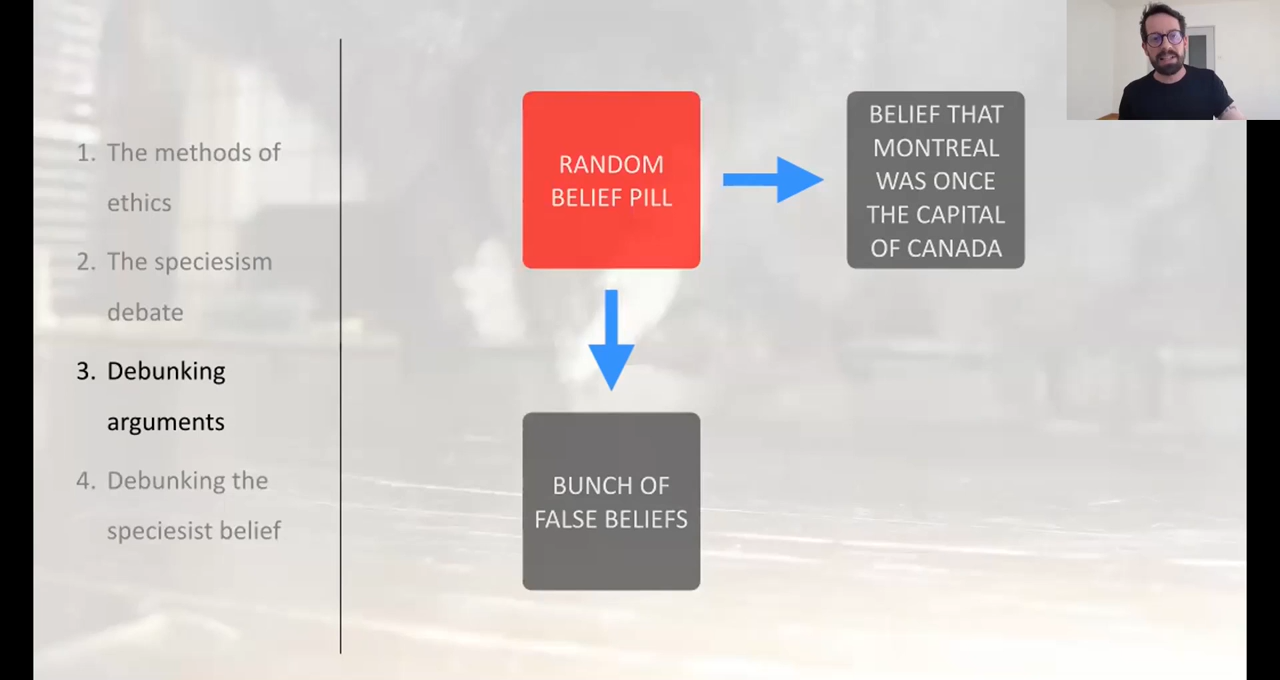 1. The methods of
ethics
2. The speciesism
debate
3. Debunking
arguments
4. Debunking the
speciesist belief
RANDOM
BELIEF PILL
BELIEF THAT
MONTREAL
WAS ONCE
THE CAPITAL
OF CANADA
BUNCH OF
FALSE BELIEFS